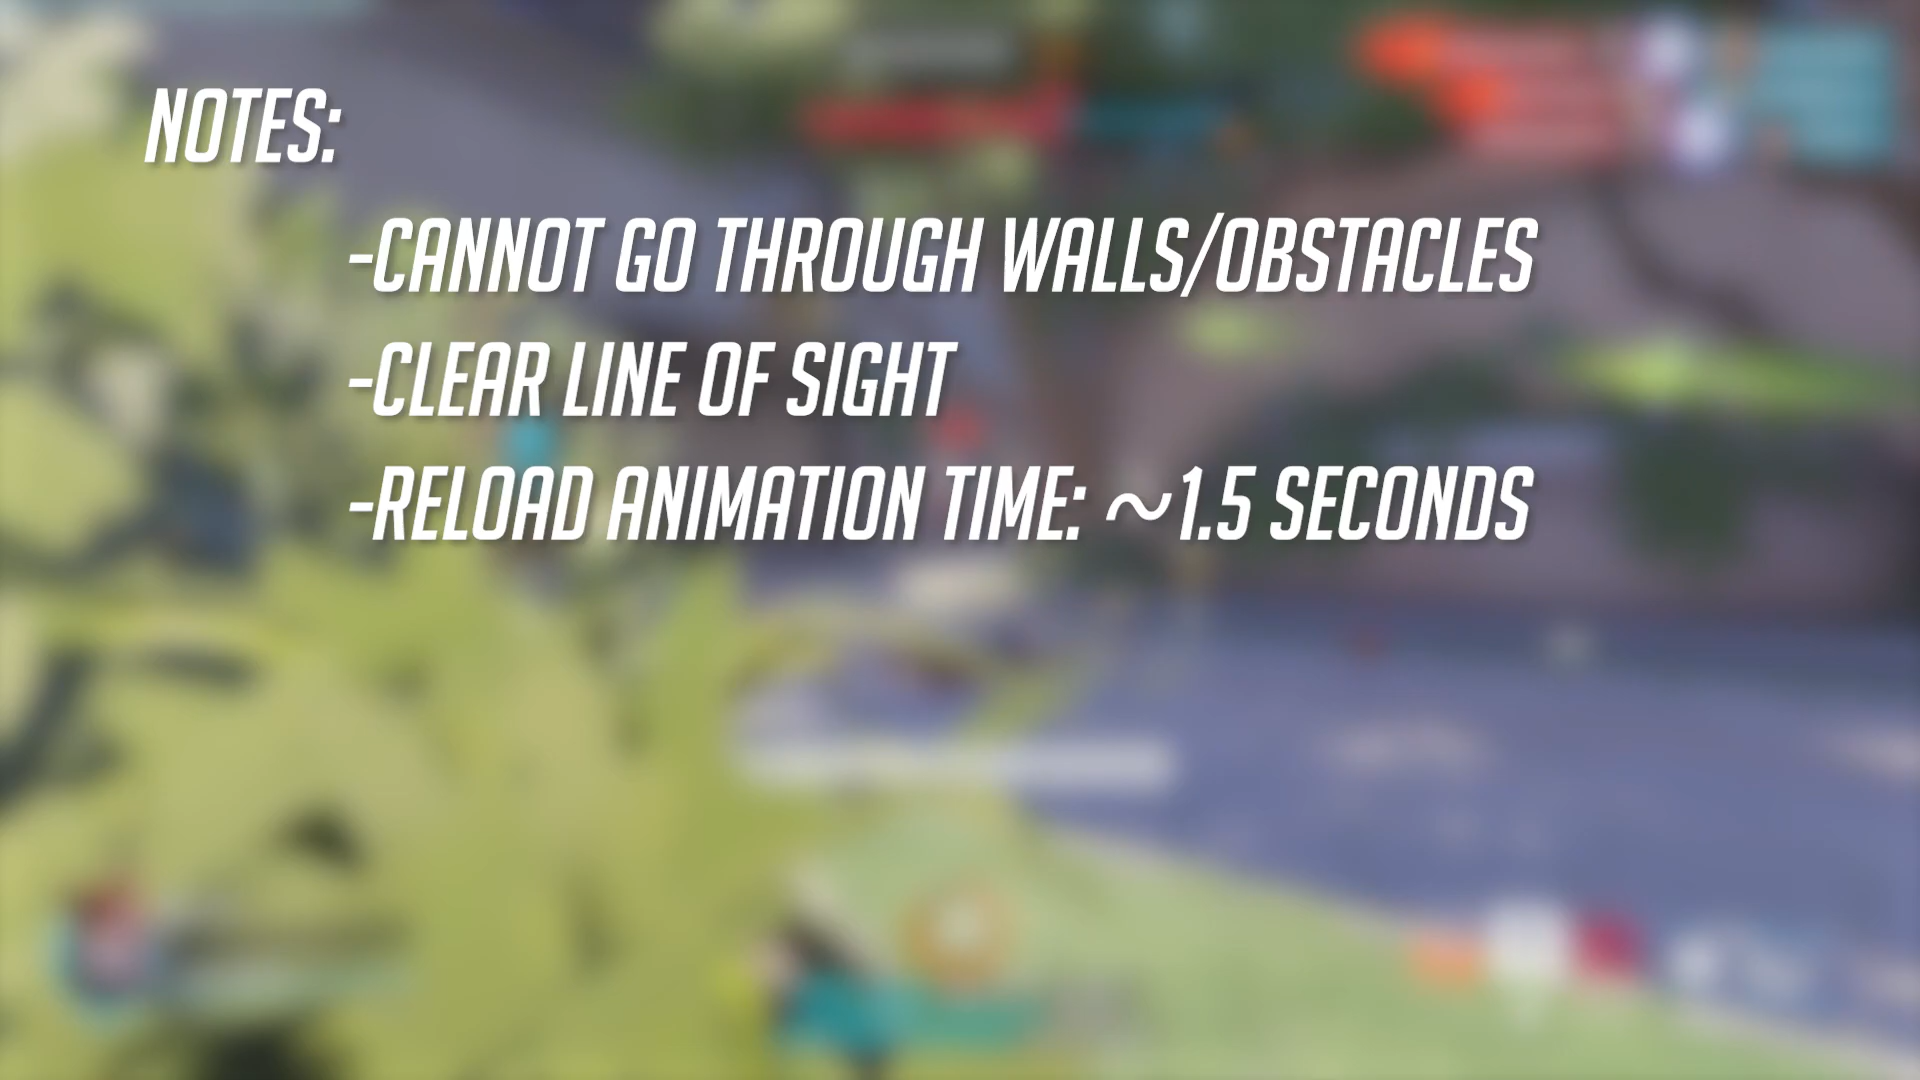 NOTES:
-CANNOT GO THROUGH WALLS/OBSTACLES
-CLEAR LINE OF SIGHT
-RELOAD ANIMATION TIME: ~1.5 SECONDS